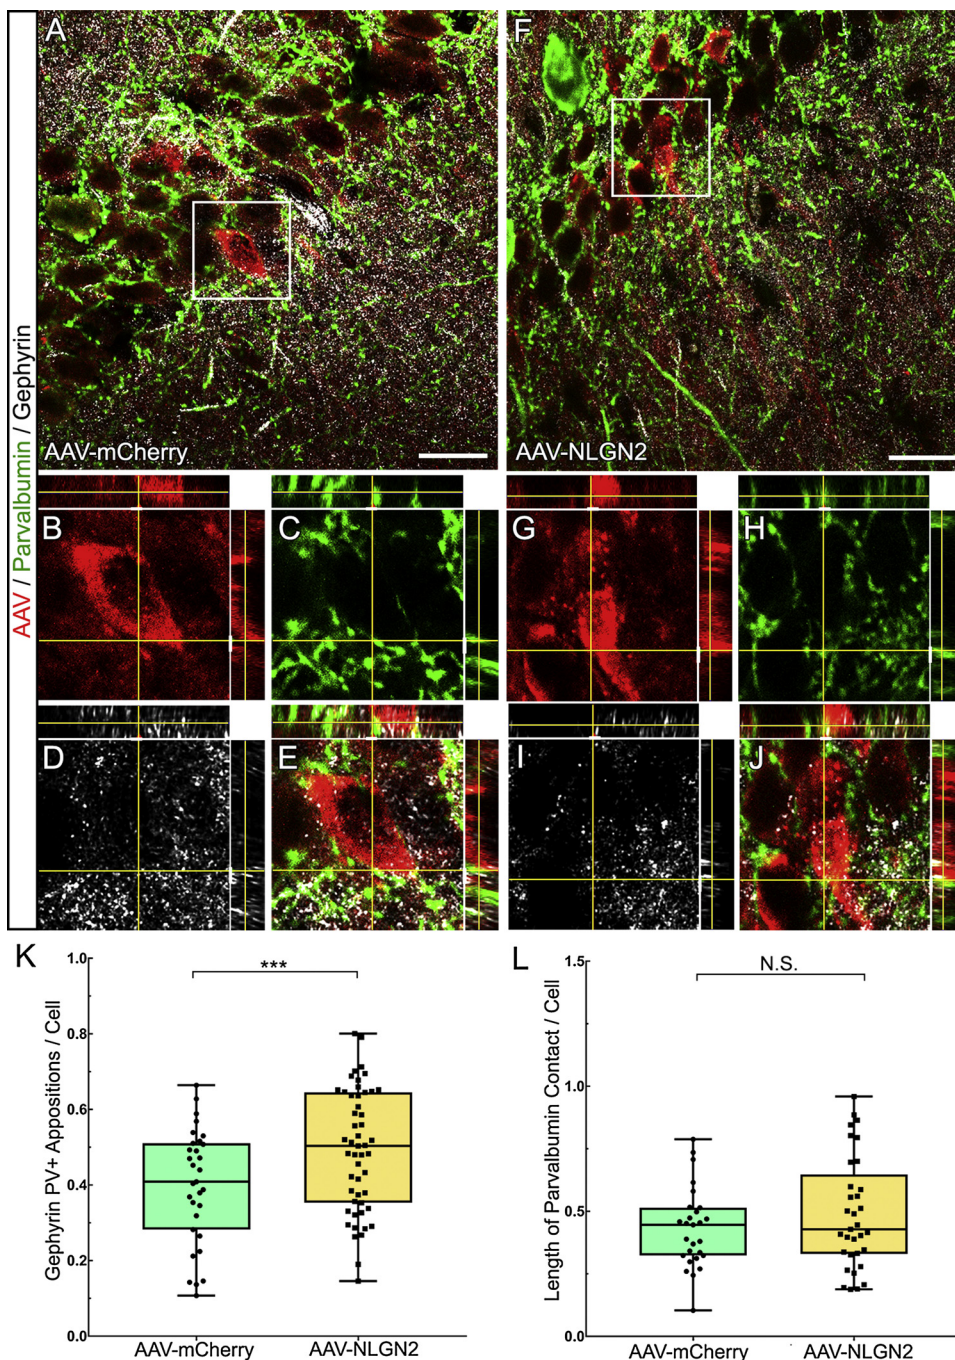 A
F
AAV / Parvalbumin / Gephyrin
AAV-mCherry
AAV-NLGN2
B
C
G
H
D
E
I
J
K
L
1.0
0.8
0.6
0.4
0.2
0.0
Gephyrin PV+ Appositions / Cell
***
AAV-mCherry
AAV-NLGN2
1.5
1.0
0.5
0.0
Length of Parvalbumin Contact / Cell
N.S.
AAV-mCherry
AAV-NLGN2